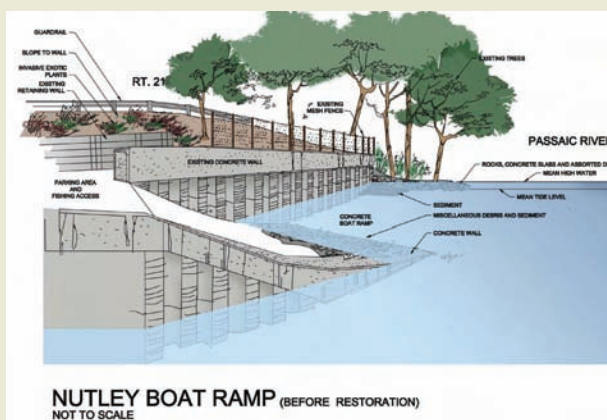 GUARDRAIL
SLOPE TO WALL
INVASIVE EXOTIC
PLANTS
EXISTING
RETAINING WALL
RT. 21
EXISTING
MESH FENCE
EXISTING TREES
PASSAIC RIVER
ROCKS, CONCRETE SLABS AND ASSORTED D
MEAN HIGH WATER
MEAN TIDE LEVEL
EXISTING CONCRETE WALL
PARKING AREA
AND
FISHING ACCESS
SEDIMENT
CONCRETE
BOAT RAMP
MISCELLANEOUS DEBRIS AND SEDIMENT
CONCRETE WALL
NUTLEY BOAT RAMP (BEFORE RESTORATION)
NOT TO SCALE